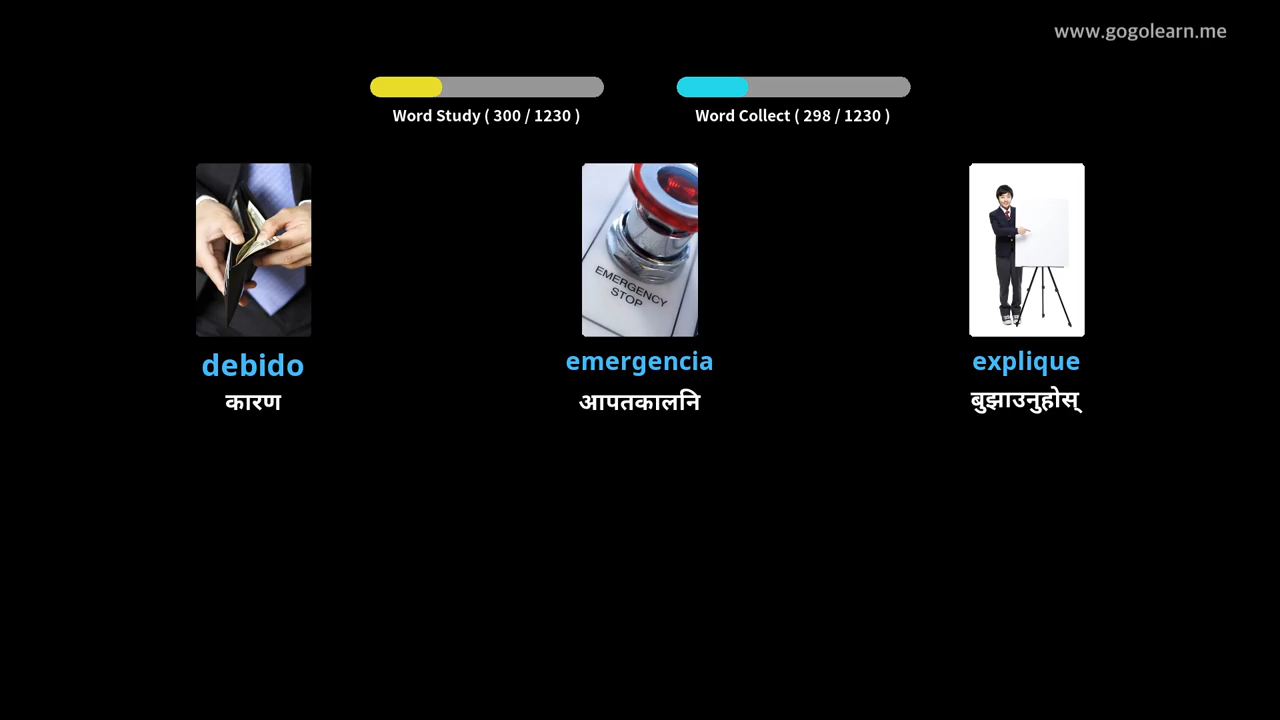 www.gogolearn.me
Word Study ( 300 / 1230 )
Word Collect ( 298 / 1230 )
EMERGENCY
STOP
debido
emergencia
explique
कारण
आपतकालनि
बुझाउनुहोस्